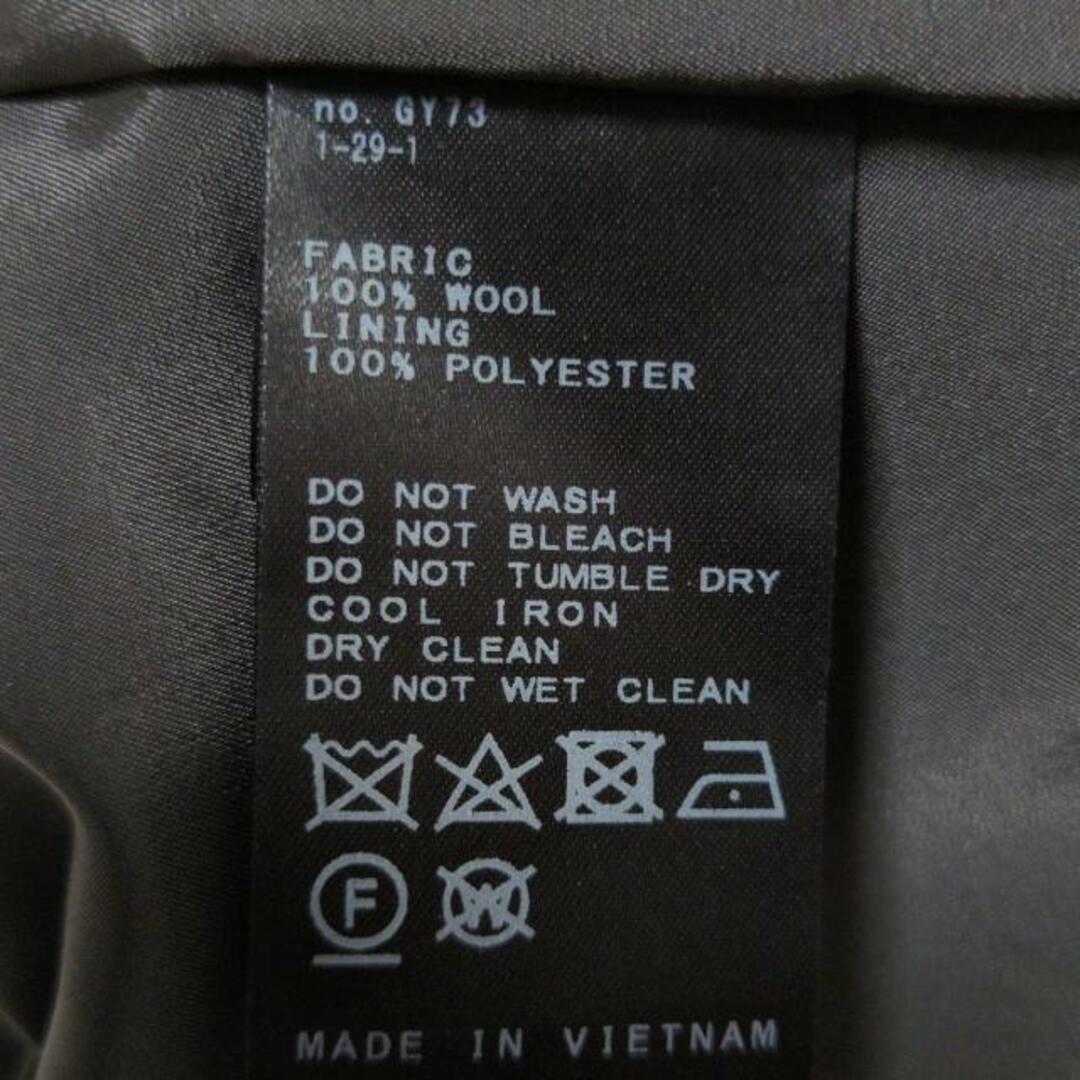 no. GY73
1-29-1
FABRIC
100% WOOL
LINING
100% POLYESTER
DO NOT WASH
DO NOT BLEACH
DO NOT TUMBLE DRY
COOL IRON
DRY CLEAN
DO NOT WET CLEAN
F W
MADE IN VIETNAM